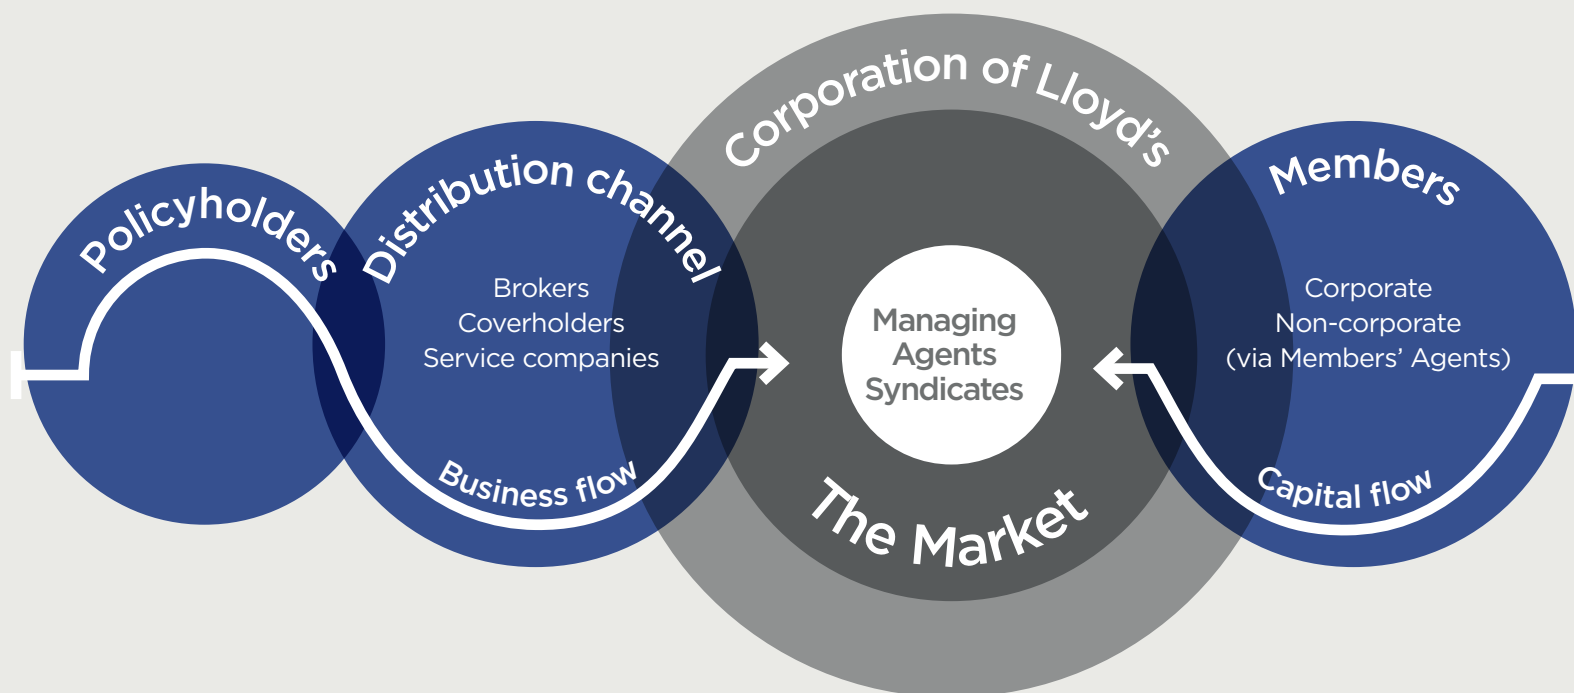 Policyholders
Distribution channel
Brokers
Coverholders
Service companies
Business flow
Corporation of Lloyd's
Managing
Agents
Syndicates
The Market
Members
Corporate
Non-corporate
(via Members’ Agents)
Capital flow